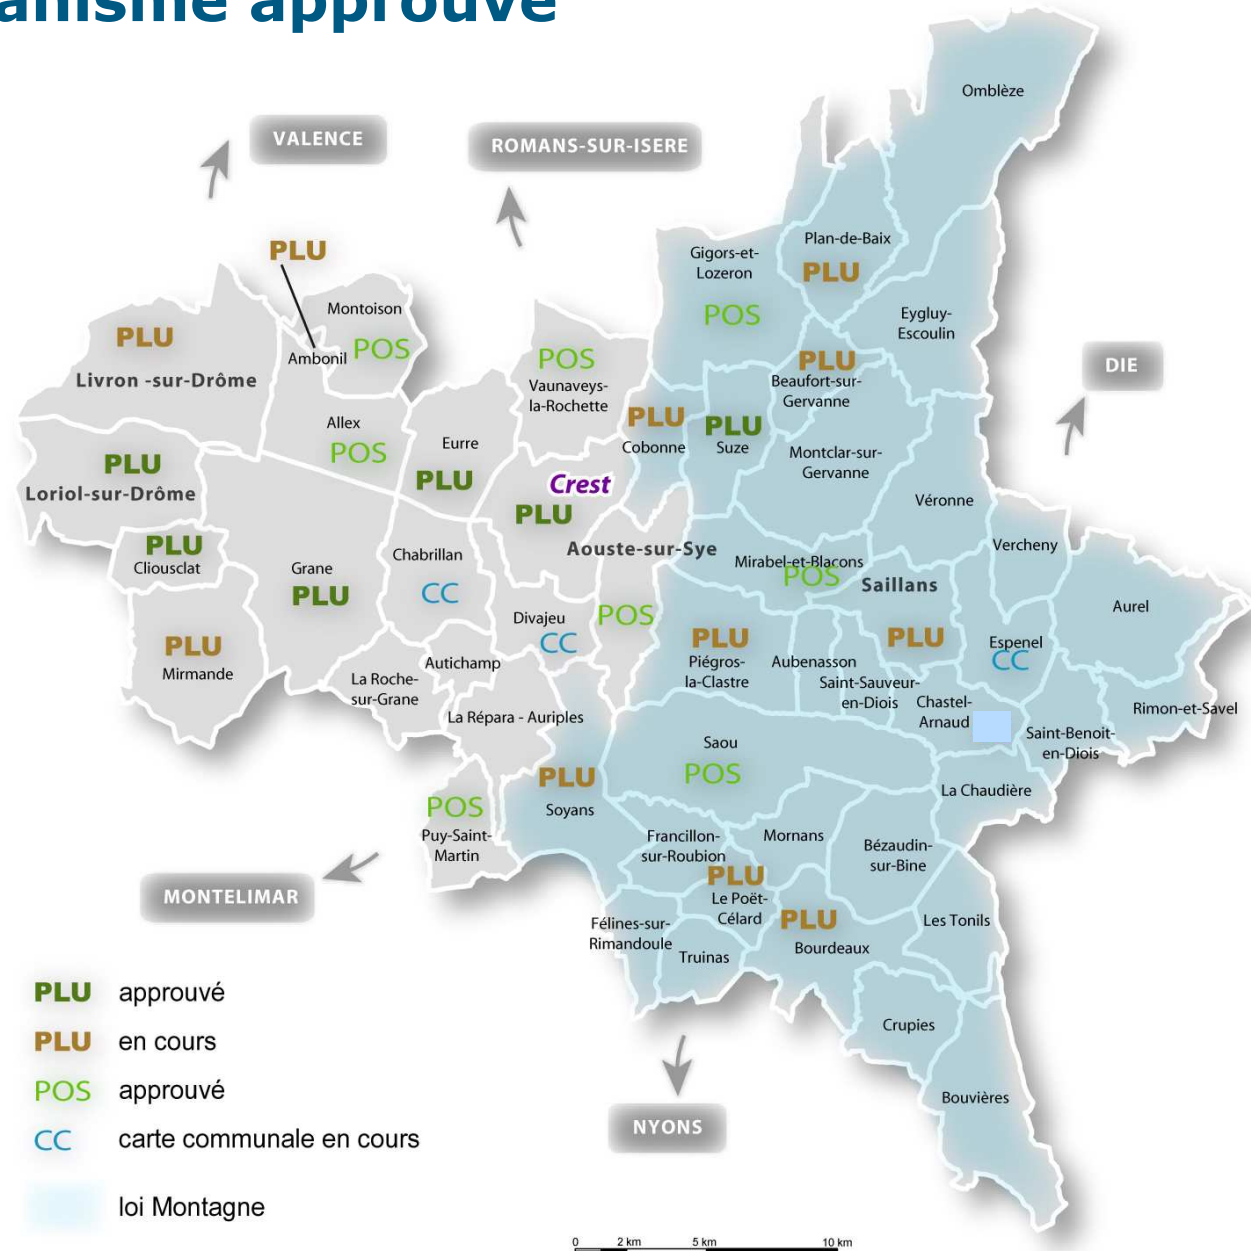 anisme approuvé
Omblèze
VALENCE
ROMANS-SUR-ISERE
PLU
Plan-de-Baix
PLU
Gigors-et-
Lozeron
POS
Montoison
POS
Ambonil
PLU
Livron -sur-Drôme
Eygluy-
Escoulin
DIE
POS
Vaunaveys-
la-Rochette
PLU
Beaufort-sur-
Gervanne
PLU
Cobonne
PLU
Suze
Allex
POS
Eurre
PLU
Montclar-sur-
Gervanne
PLU
Loriol-sur-Drôme
Crest
PLU
Véronne
PLU
Cliousclat
Grane
PLU
Chabrillan
CC
Aouste-sur-Sye
POS
Mirabel-et-Blacons
POS
Saillans
PLU
Vercheny
Aurel
Divajeu
CC
PLU
Mirmande
PLU
Piégros-
la-Clastre
Aubenasson
Saint-Sauveur-
en-Diois
Espenel
CC
Autichamp
La Roche-
sur-Grane
La Répara - Auriples
Chastel-
Arnaud
Rimon-et-Savel
Saint-Benoit-
en-Diois
Saou
POS
PLU
Soyans
La Chaudière
POS
Puy-Saint-
Martin
Francillon-
sur-Roubion
Mornans
Bézaudin-
sur-Bine
PLU
Le Poët-
Célard
MONTELIMAR
PLU
Bourdeaux
Les Tonils
Félines-sur-
Rimandoule
Truinas
Crupies
Bouvières
NYONS
PLU approuvé
PLU en cours
POS approuvé
CC carte communale en cours
loi Montagne
0 2 km 5 km 10 km